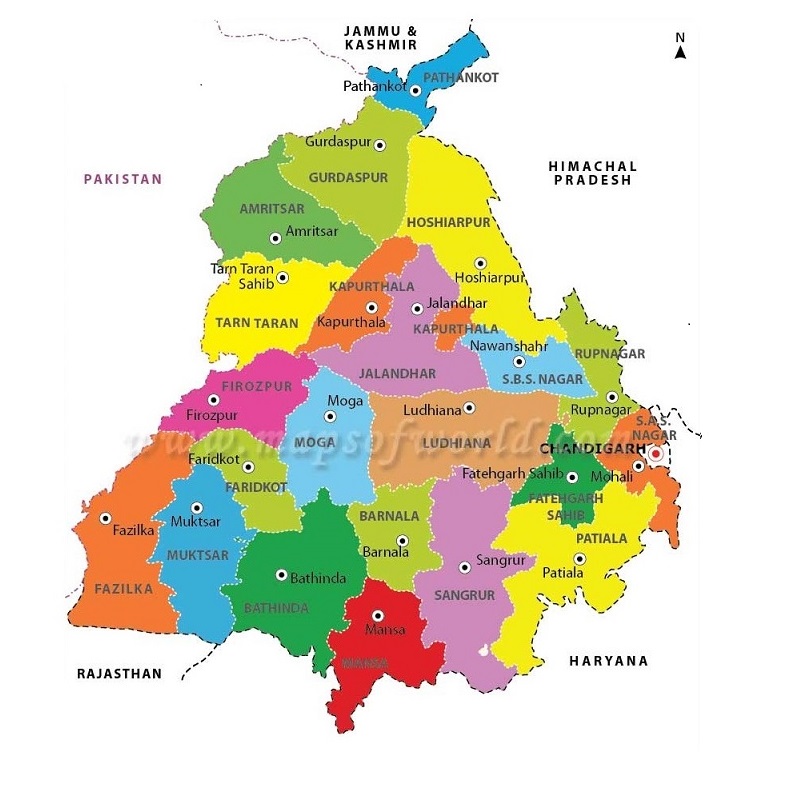 JAMMU &
KASHMIR
N
Pathankot
PATHANKOT
Gurdaspur
HIMACHAL
PRADESH
PAKISTAN
GURDASPUR
AMRITSAR
HOSHIARPUR
Amritsar
Tarn Taran
Sahib
Hoshiarpur
KAPURTHALA
Jalandhar
TARN TARAN
Kapurthala
KAPURTHALA
Nawanshahr
RUPNAGAR
JALANDHAR
S.B.S. NAGAR
FIROZPUR
Moga
Ludhiana
Rupnagar
Firozpur
S.A.S.
NAGAR
www.mapsofworld.com
MOGA
LUDHIANA
CHANDIGARH
Faridkot
Fatehgarh Sahib
Mohali
FARIDKOT
FATEHGARH
SAHIB
Muktsar
BARNALA
Fazilka
PATIALA
MUKTSAR
Barnala
Sangrur
Patiala
Bathinda
FAZILKA
SANGRUR
BATHINDA
Mansa
MANSA
HARYANA
RAJASTHAN